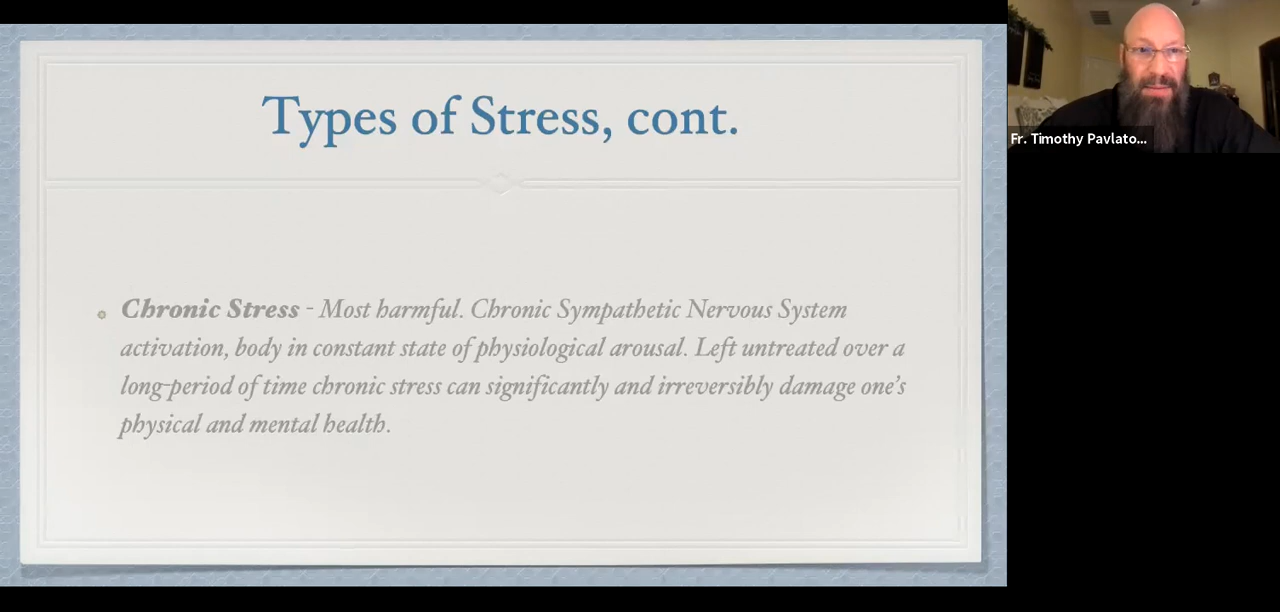 Types of Stress, cont.
Chronic Stress - Most harmful. Chronic Sympathetic Nervous System
activation, body in constant state of physiological arousal. Left untreated over a
long-period of time chronic stress can significantly and irreversibly damage one’s
physical and mental health.
Fr. Timothy Pavlato...